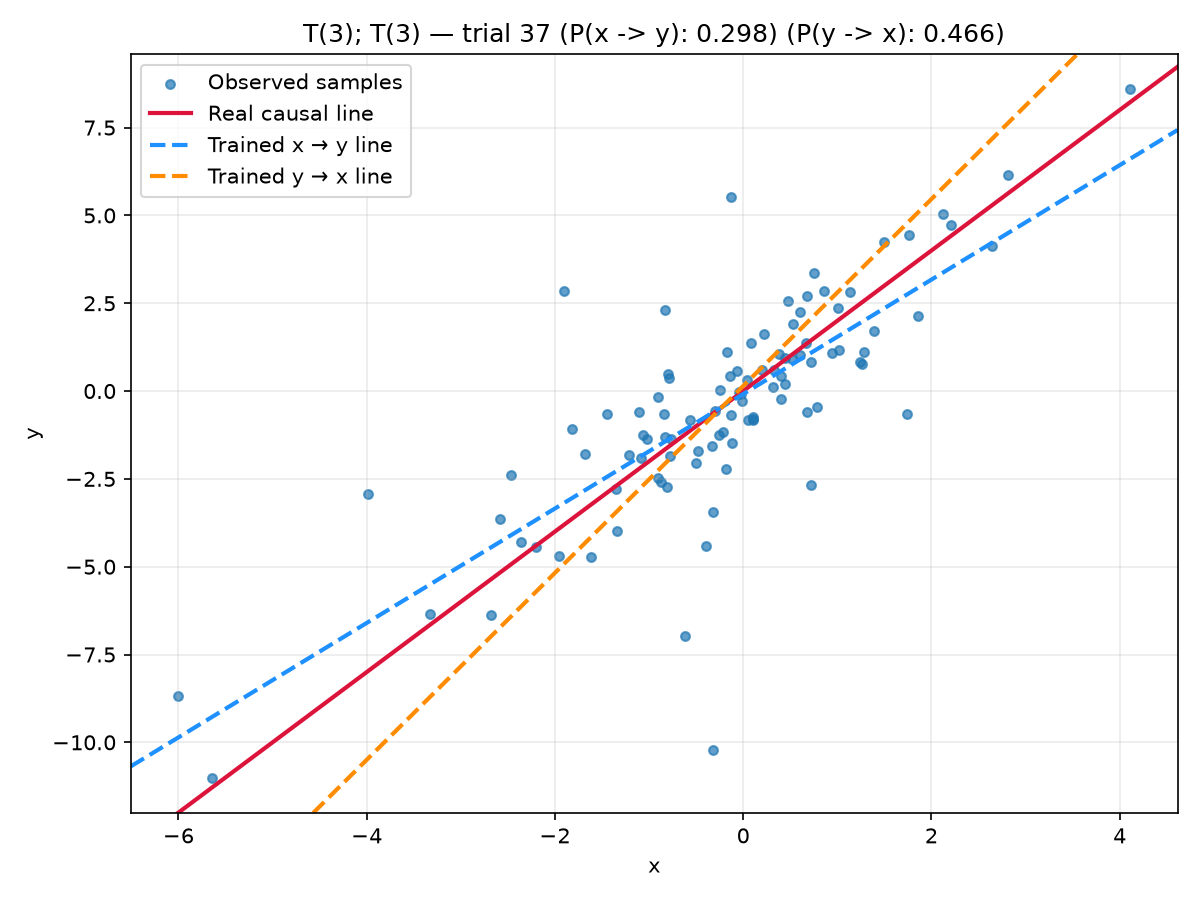 T(3); T(3) — trial 37 (P(x -> y): 0.298) (P(y -> x): 0.466)
Observed samples
Real causal line
Trained x → y line
Trained y → x line
7.5
5.0
2.5
0.0
−2.5
−5.0
−7.5
−10.0
y
−6
−4
−2
0
2
4
x